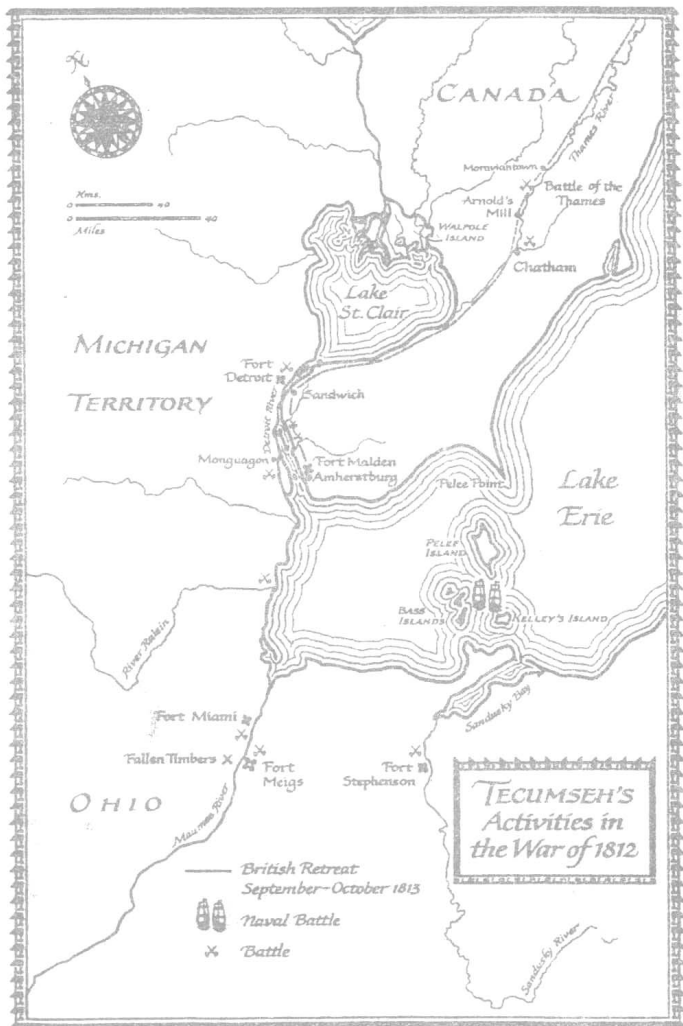 N
CANADA
Kms.
0 40
0 40
Miles
Moraviantown
Thames River
Battle of the
Thames
Arnold's
Mill
WALPOLE
ISLAND
Chatham
Lake
St. Clair
MICHIGAN
TERRITORY
Fort
Detroit
Sandwich
Detroit River
Monguagon
Fort Malden
Amherstburg
Pelee Point
Lake
Erie
PELEE
ISLAND
BASS
ISLANDS
KELLEY'S ISLAND
River Raisin
Sandusky Bay
Fort Miami
Fallen Timbers
Fort
Meigs
Fort
Stephenson
OHIO
Maumee River
TECUMSEH'S
Activities in
the War of 1812
British Retreat
September-October 1813
Naval Battle
Battle
Sandusky River